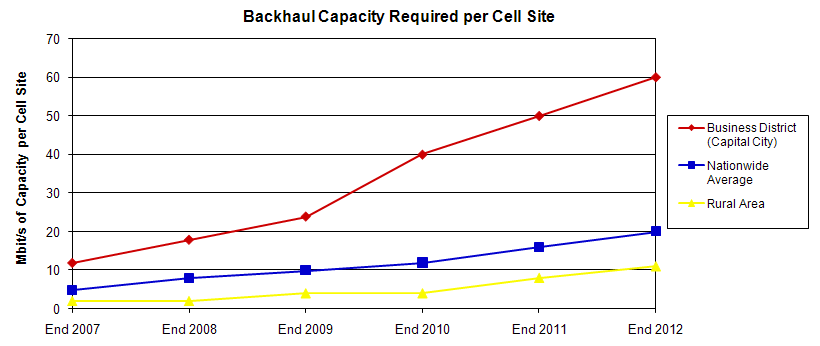 Backhaul Capacity Required per Cell Site
Mbit/s of Capacity per Cell Site
70
60
50
40
30
20
10
0
End 2007 End 2008 End 2009 End 2010 End 2011 End 2012
Business District
(Capital City)
Nationwide
Average
Rural Area